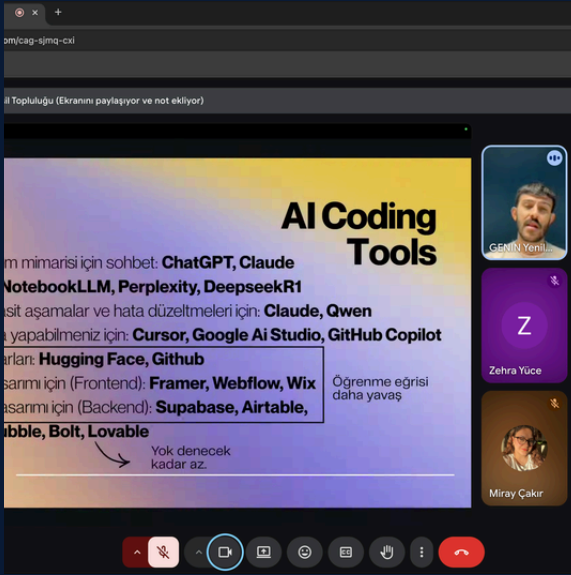 om/cag-sjmq-cxi
il Topluluğu (Ekranını paylaşıyor ve not ekliyor)
AI Coding
Tools
m mimarisi için sohbet: ChatGPT, Claude
NotebookLLM, Perplexity, DeepseekR1
asit aşamalar ve hata düzeltmeleri için: Claude, Qwen
a yapabilmeniz için: Cursor, Google Ai Studio, GitHub Copilot
arları: Hugging Face, Github
sarımı için (Frontend): Framer, Webflow, Wix
asarımı için (Backend): Supabase, Airtable,
ubble, Bolt, Lovable
Öğrenme eğrisi
daha yavaş
Yok denecek
kadar az.
GENİN Yenil...
Z
Zehra Yüce
Miray Çakır